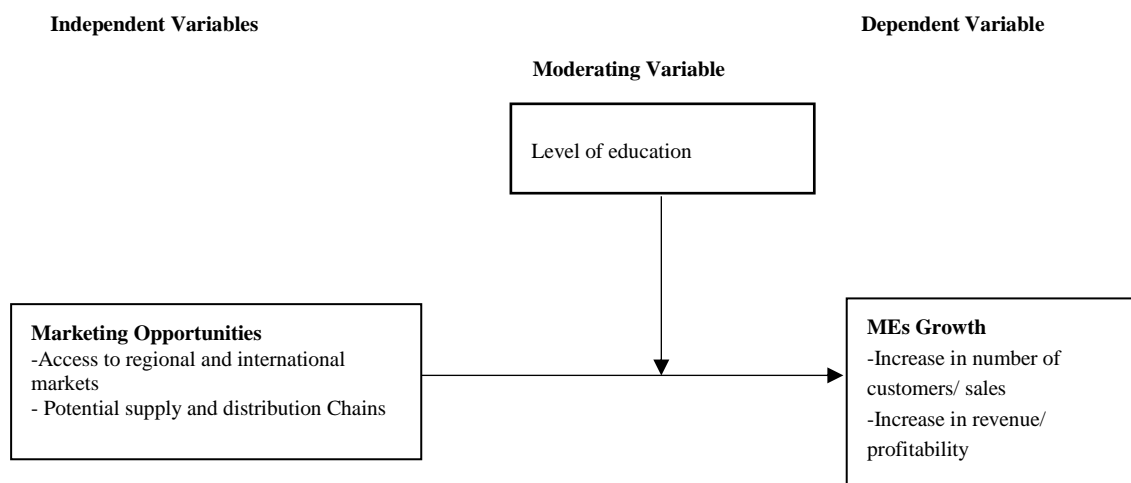 Independent Variables
Dependent Variable
Moderating Variable
Level of education
Marketing Opportunities
-Access to regional and international
markets
- Potential supply and distribution Chains
MEs Growth
-Increase in number of
customers/ sales
-Increase in revenue/
profitability